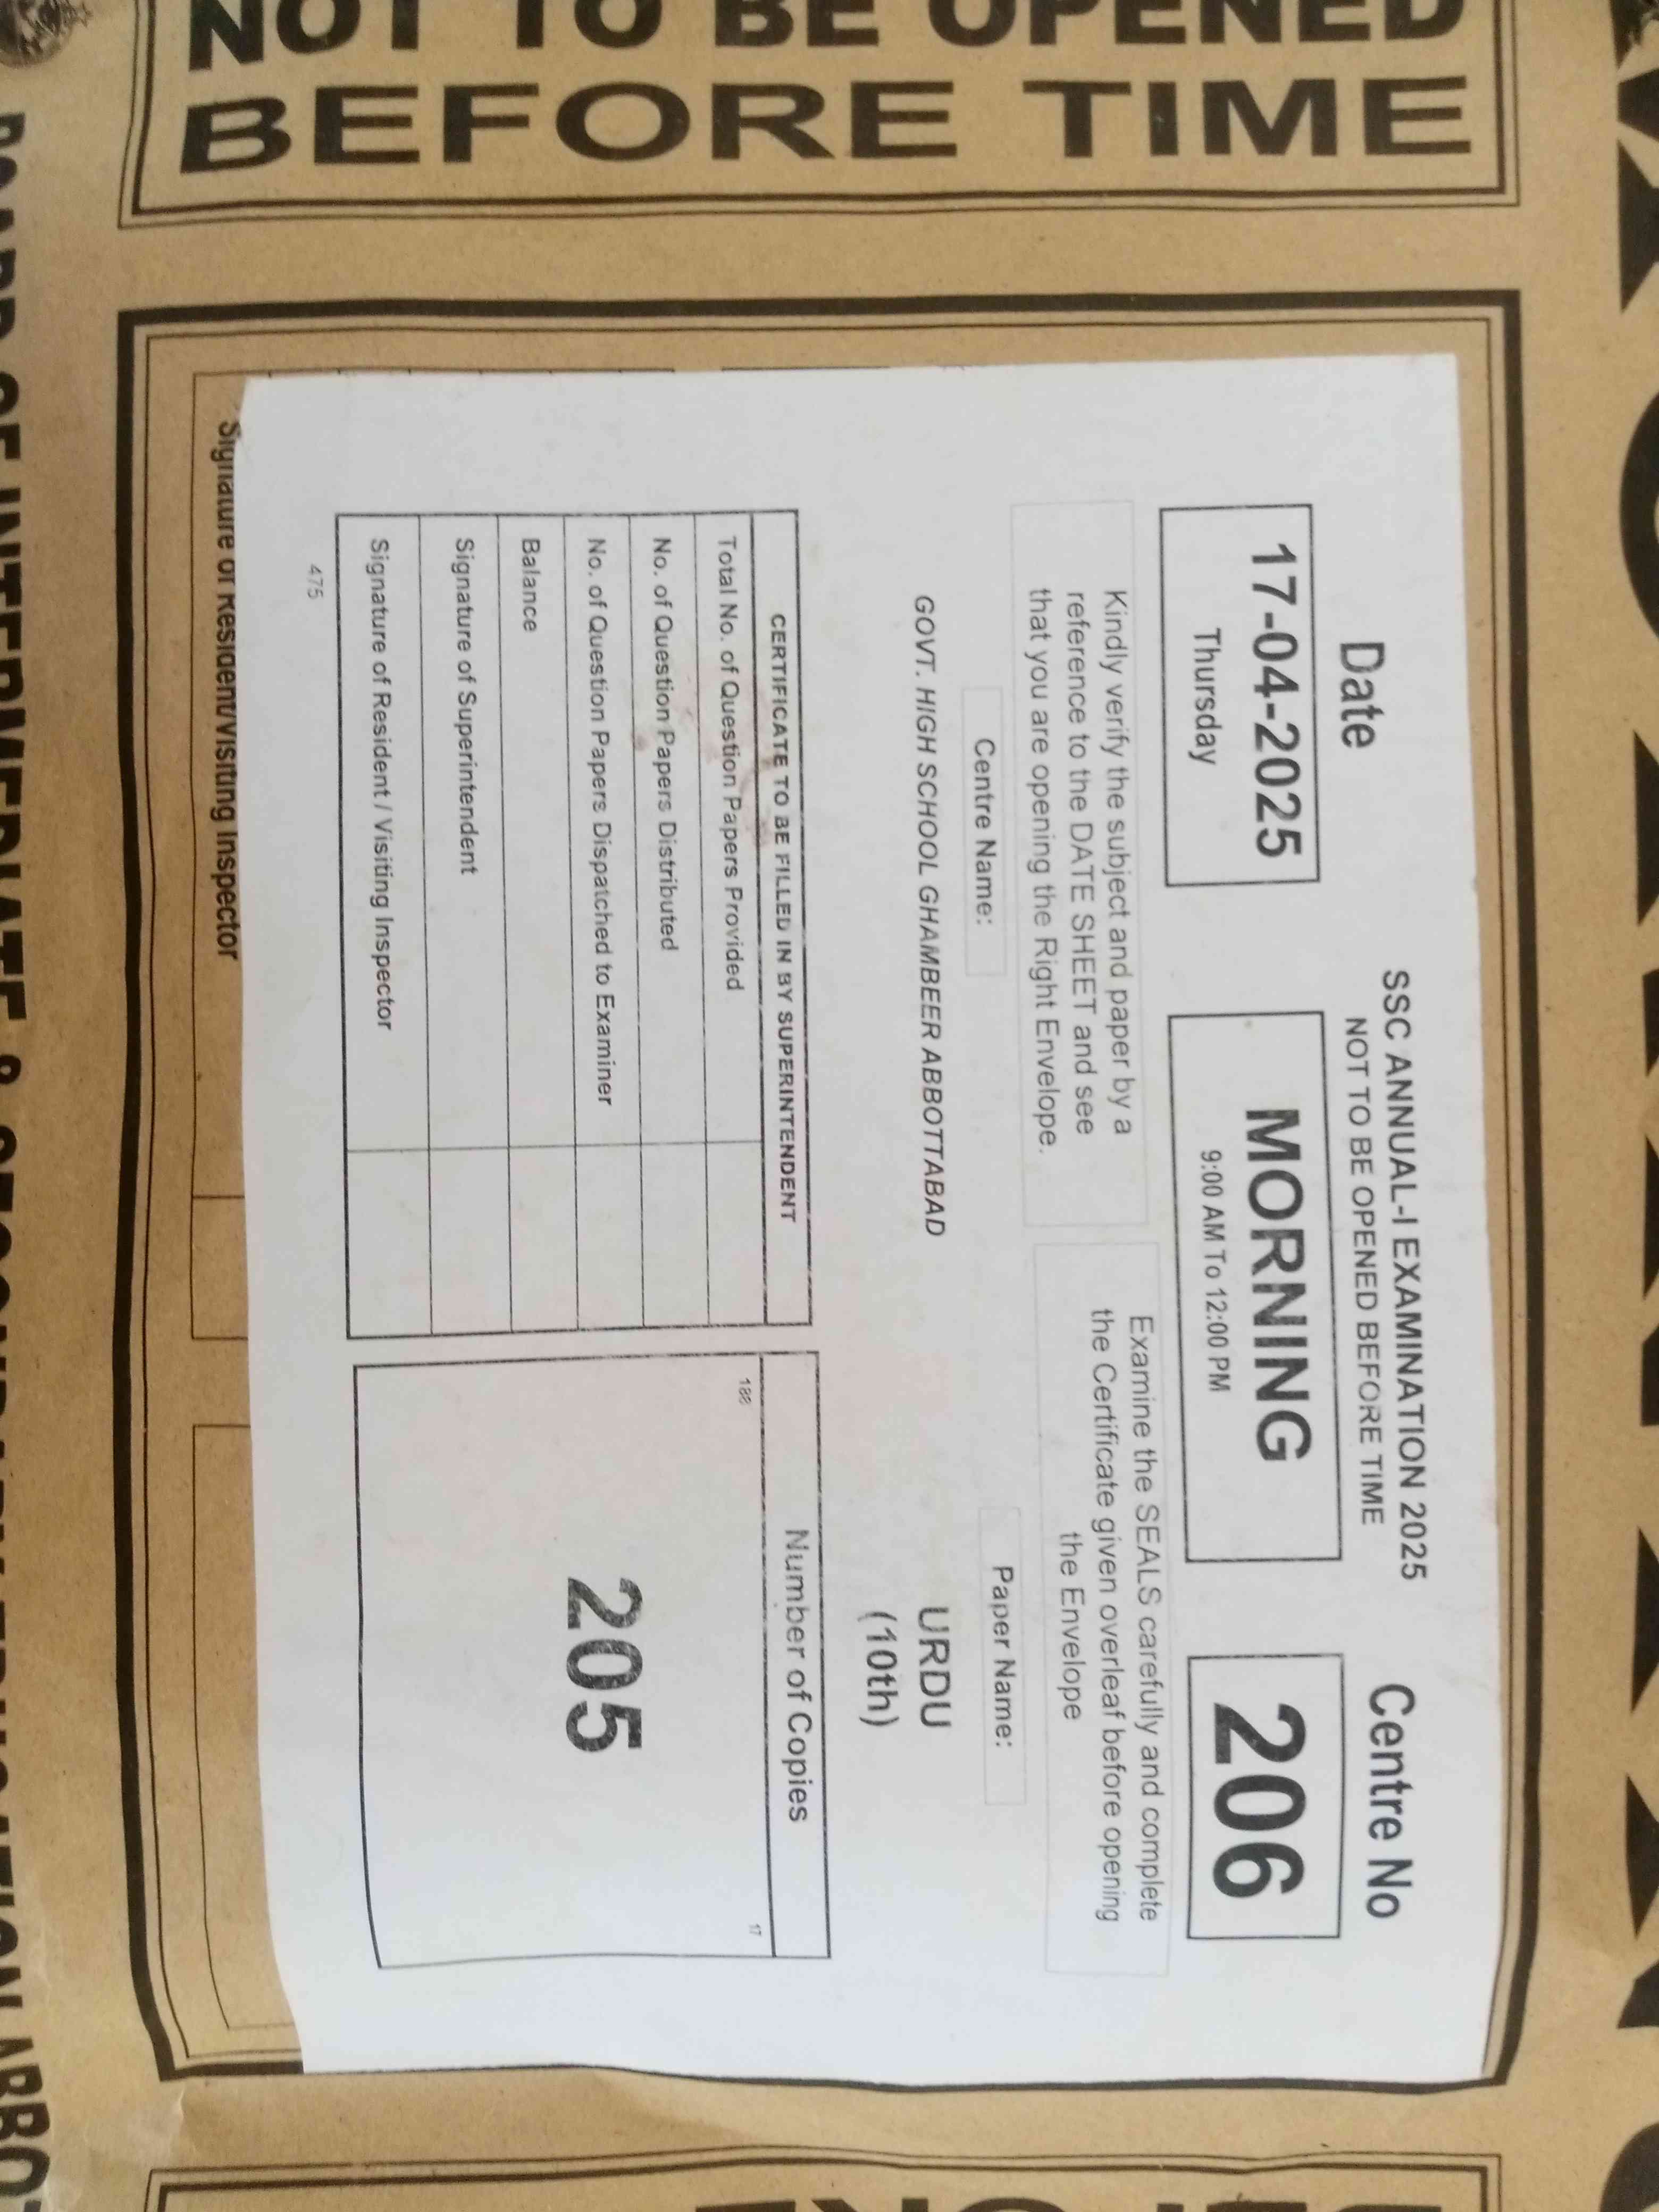 NOT TO BE OPENED
BEFORE TIME
SSC ANNUAL-I EXAMINATION 2025
NOT TO BE OPENED BEFORE TIME
Date
17-04-2025
Thursday
MORNING
9:00 AM To 12:00 PM
Centre No
206
Kindly verify the subject and paper by a
reference to the DATE SHEET and see
that you are opening the Right Envelope.
Examine the SEALS carefully and complete
the Certificate given overleaf before opening
the Envelope
Centre Name:
GOVT. HIGH SCHOOL GHAMBEER ABBOTTABAD
Paper Name:
URDU
(10th)
CERTIFICATE TO BE FILLED IN BY SUPERINTENDENT
Total No. of Question Papers Provided
No. of Question Papers Distributed
No. of Question Papers Dispatched to Examiner
Balance
Signature of Superintendent
Signature of Resident / Visiting Inspector
475
Number of Copies
188
17
205
Signature of Resident/Visiting Inspector
BOARD OF INTERMEDIATE & SECONDARY EDUCATION